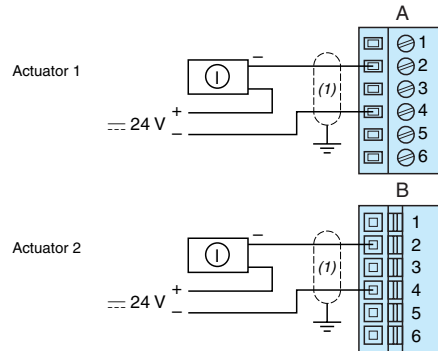 A
Actuator 1
I
–
(1)
+
⎓ 24 V
–
1
2
3
4
5
6
B
Actuator 2
I
–
(1)
+
⎓ 24 V
–
1
2
3
4
5
6